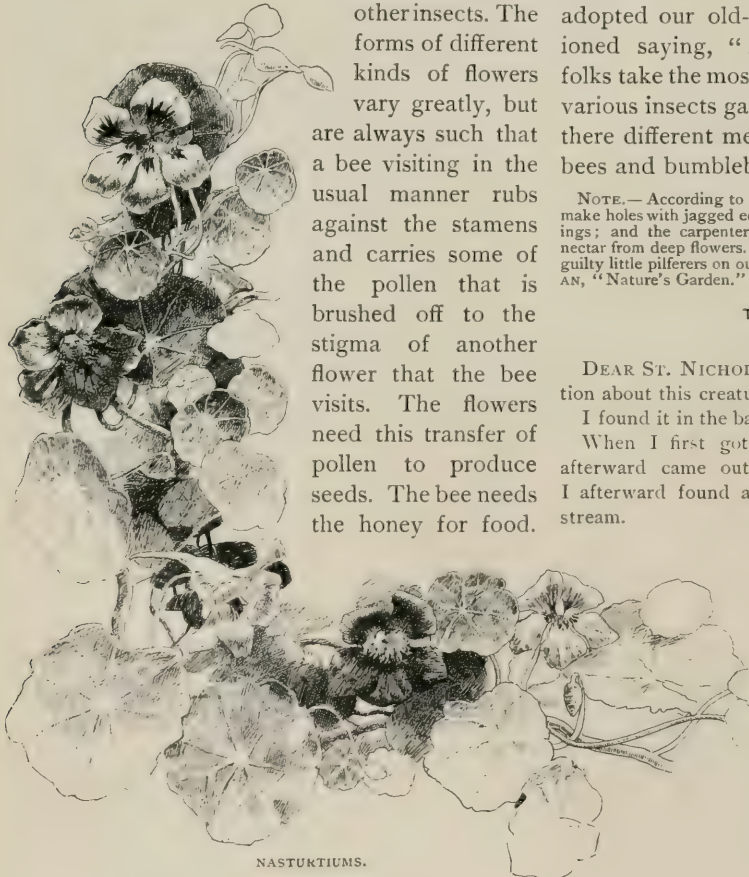 other insects. The
forms of different
kinds of flowers
vary greatly, but
are always such that
a bee visiting in the
usual manner rubs
against the stamens
and carries some of
the pollen that is
brushed off to the
stigma of another
flower that the bee
visits. The flowers
need this transfer of
pollen to produce
seeds. The bee needs
the honey for food.
NASTURTIUMS.
adopted our old-
ioned saying, "
folks take the mos
various insects ga
there different me
bees and bumbleb
NOTE.—According to
make holes with jagged e
ings; and the carpenter
nectar from deep flowers.
guilty little pilferers on ou
AN, "Nature's Garden."
T
DEAR ST. NICHOL
tion about this creatu
I found it in the ba
When I first got
afterward came out
I afterward found a
stream.